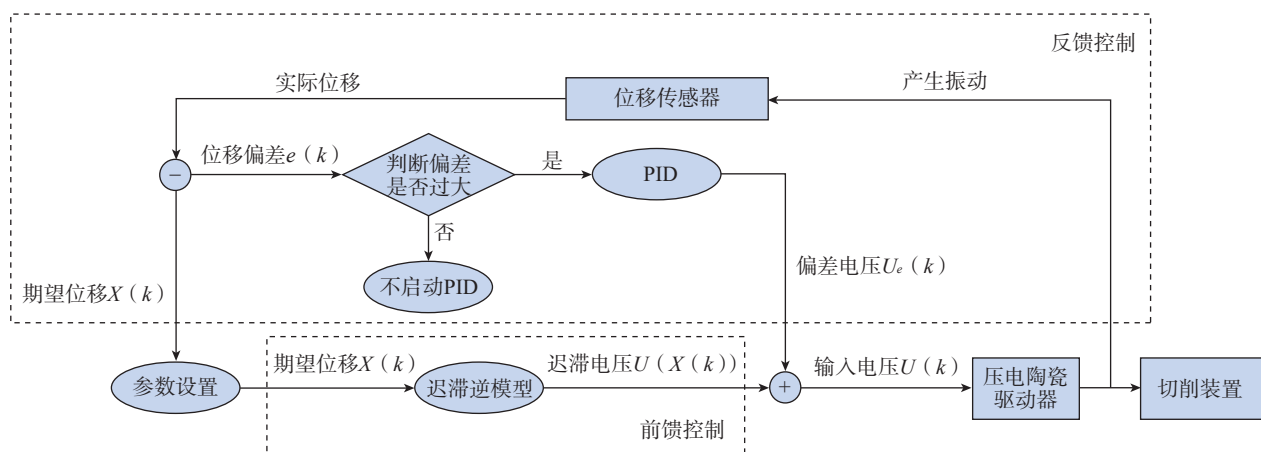 反馈控制
实际位移
位移传感器
产生振动
−
位移偏差e（k）
判断偏差
是否过大
是
PID
否
不启动PID
偏差电压Ue（k）
期望位移X（k）
参数设置
期望位移X（k）
迟滞逆模型
迟滞电压U（X（k））
+
输入电压U（k）
压电陶瓷
驱动器
切削装置
前馈控制